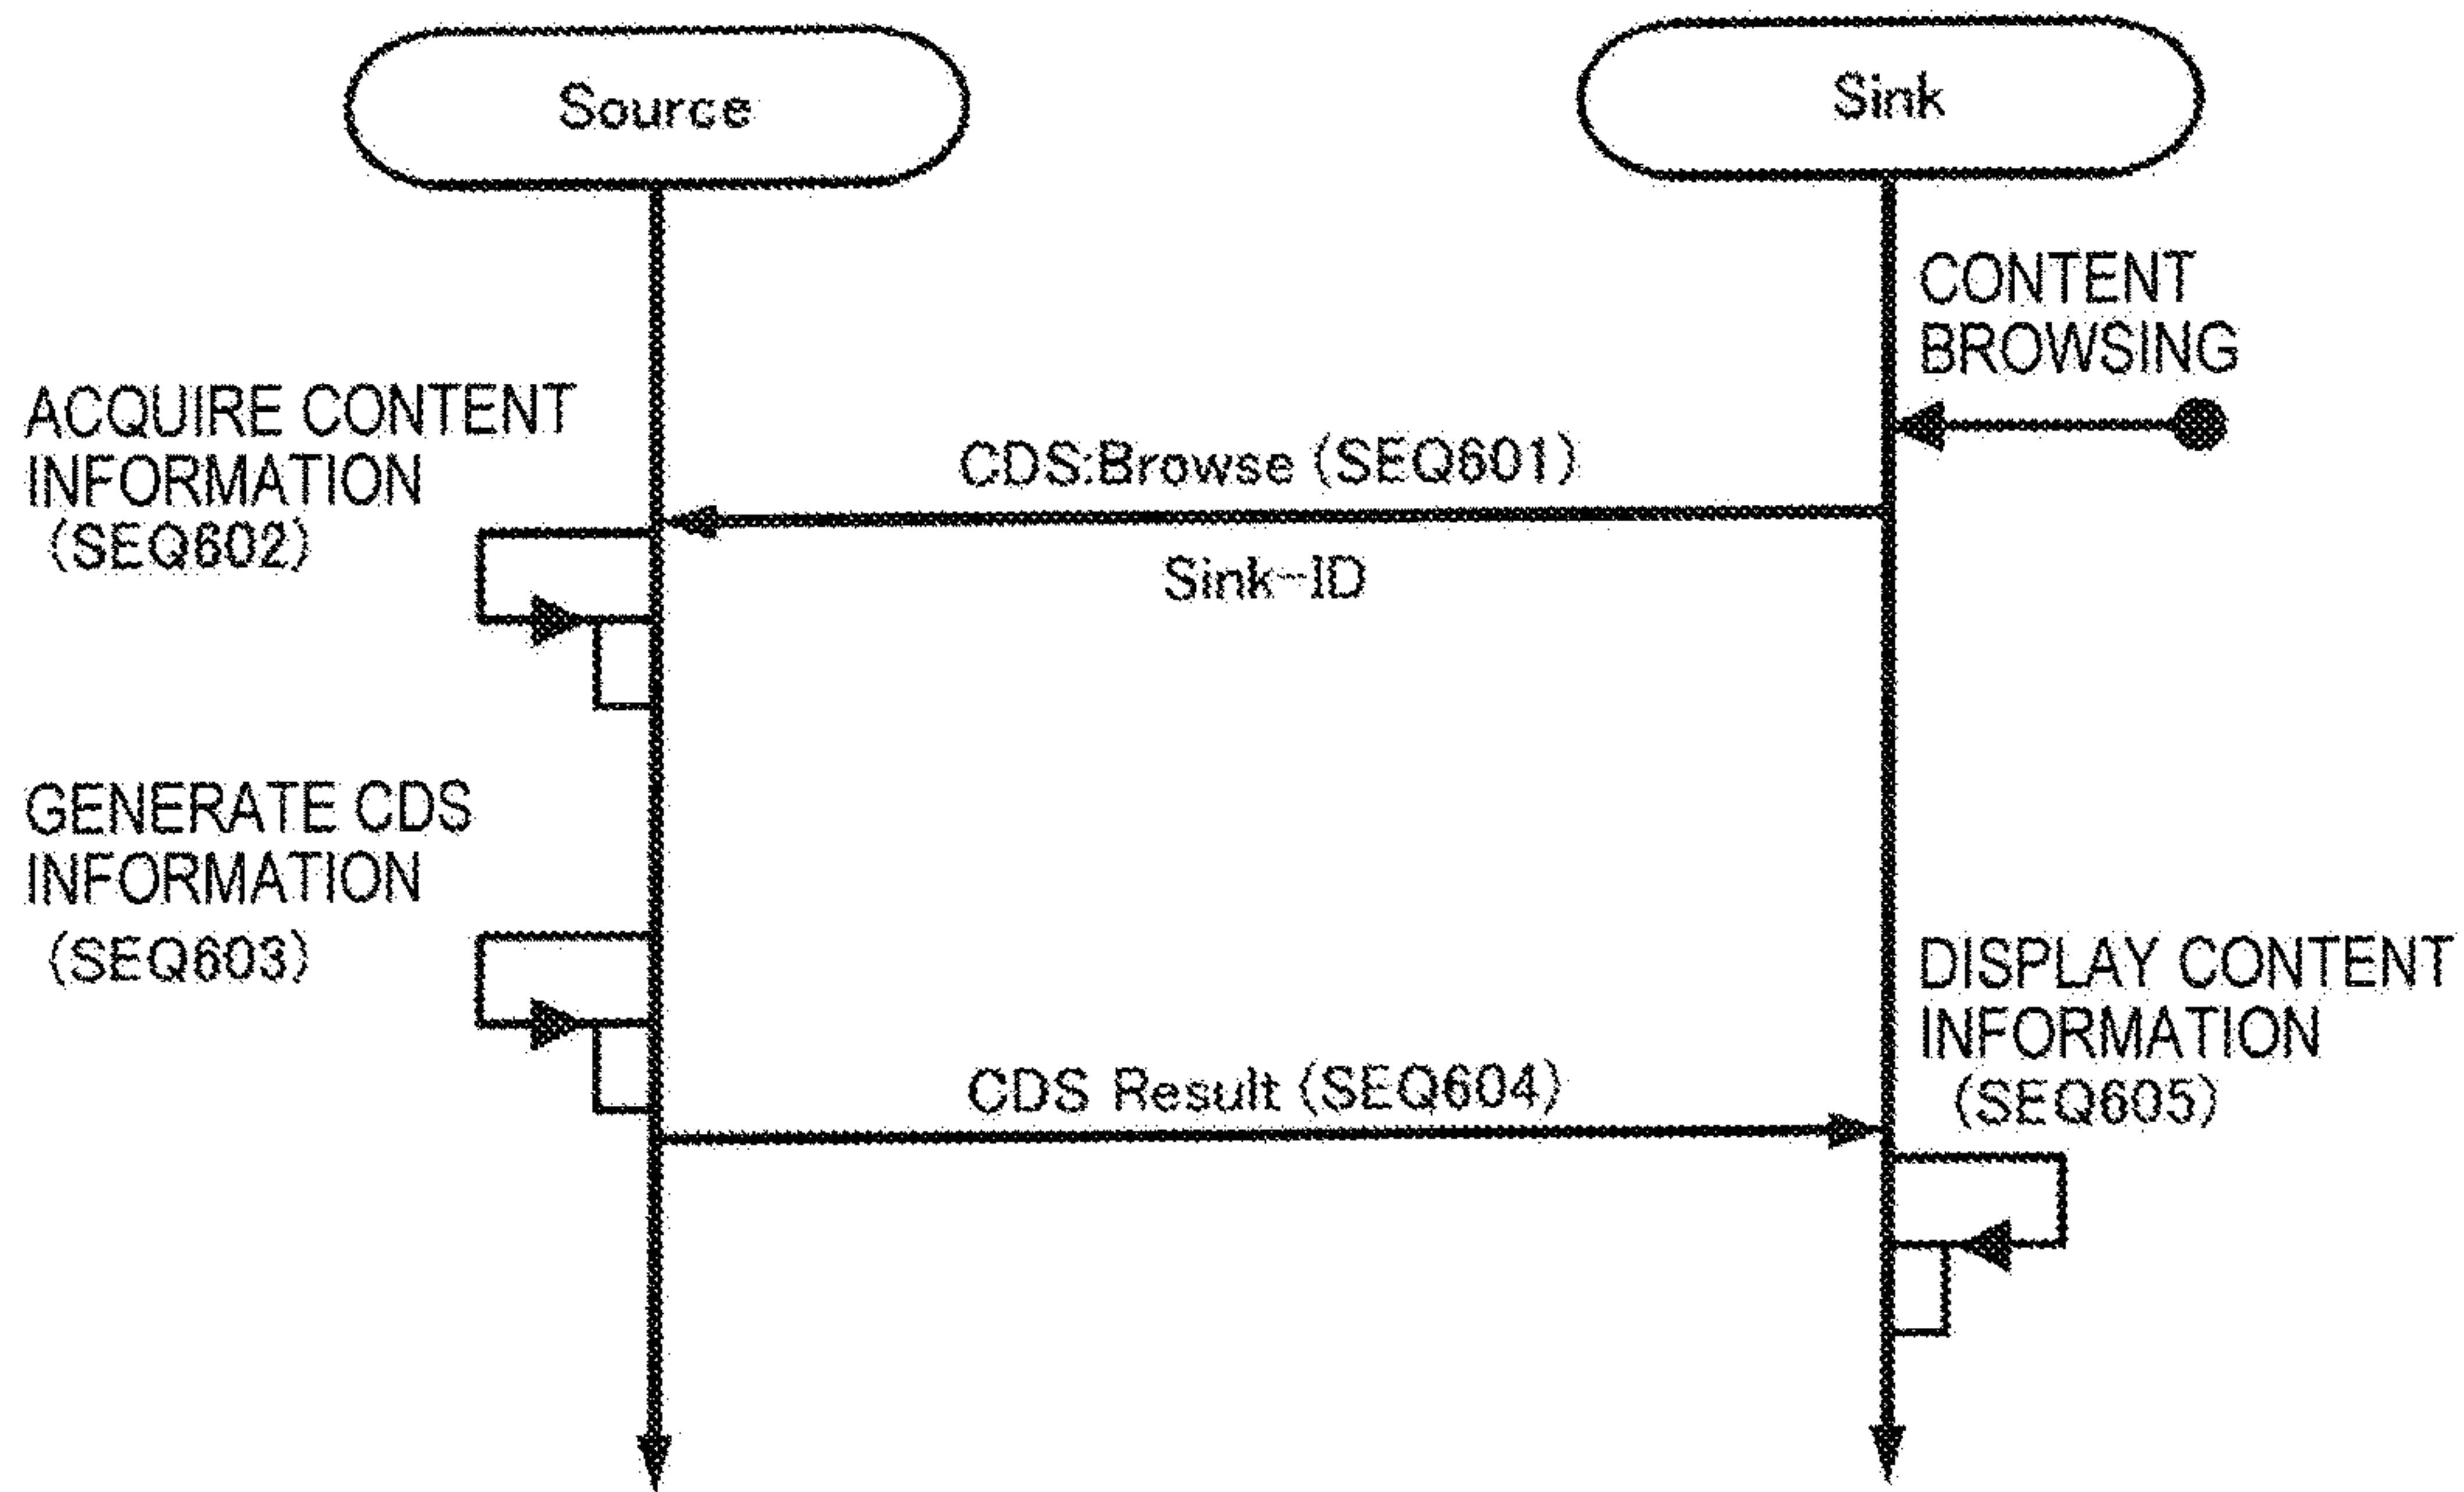 Source
Sink
CONTENT
BROWSING
ACQUIRE CONTENT
INFORMATION
(SEQ602)
CDS:Browse (SEQ601)
Sink-ID
GENERATE CDS
INFORMATION
(SEQ603)
DISPLAY CONTENT
INFORMATION
(SEQ605)
CDS Result (SEQ604)